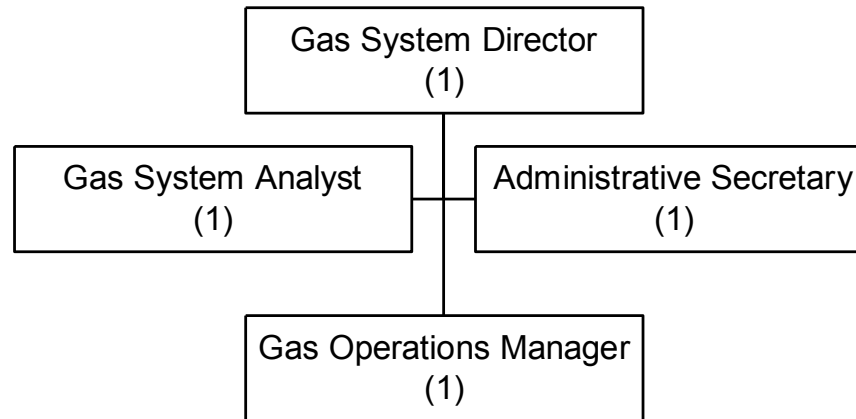 Gas System Director
(1)
Gas System Analyst
(1)
Administrative Secretary
(1)
Gas Operations Manager
(1)